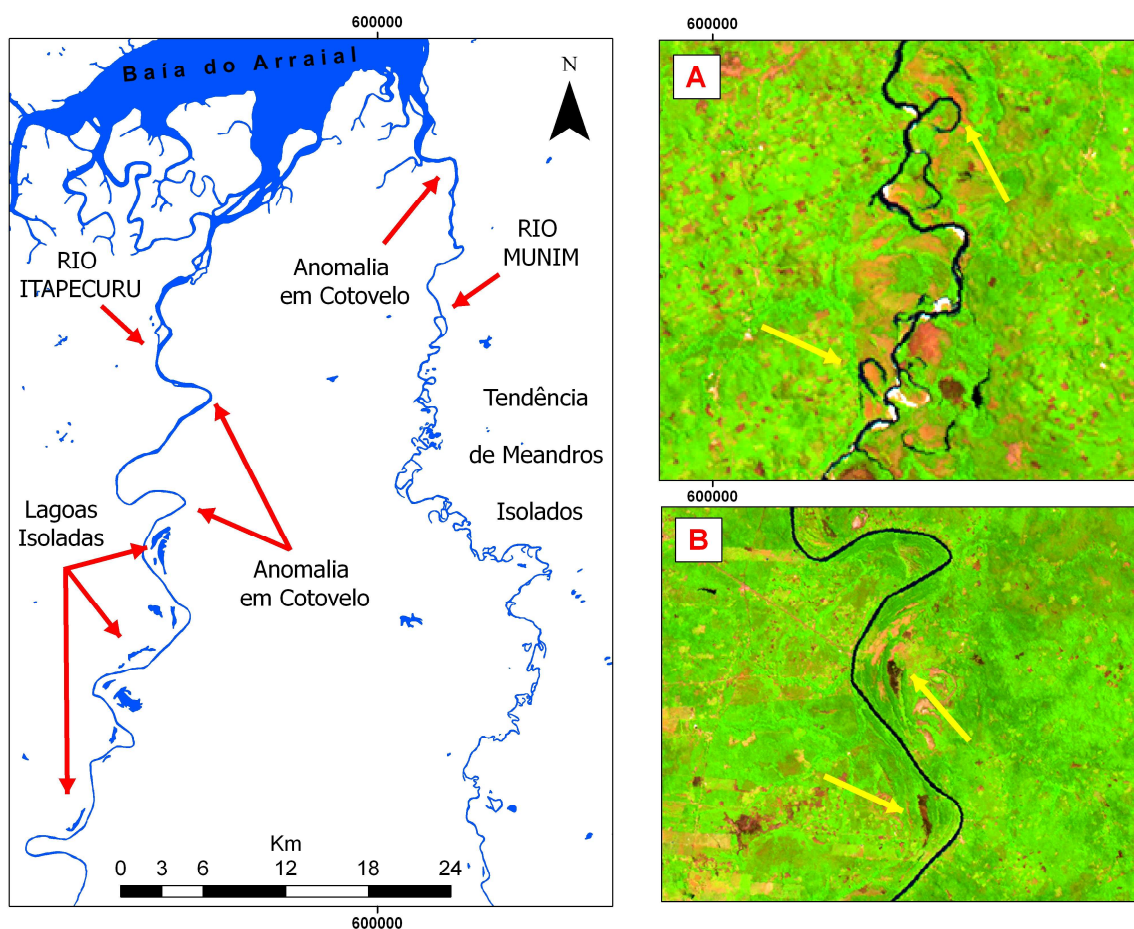 600000
Baía do Arraial
N
RIO
ITAPECURU
Anomalia
em Cotovelo
RIO
MUNIM
Tendência
de Meandros
Isolados
Lagoas
Isoladas
Anomalia
em Cotovelo
Km
0 3 6 12 18 24
600000
600000
A
600000
B